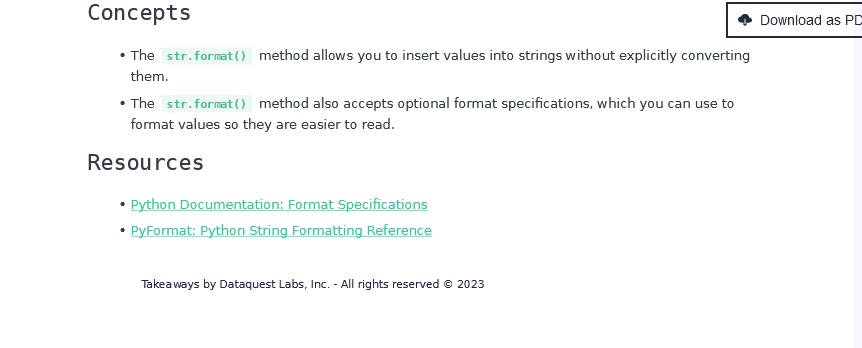 Concepts
Download as PD
• The str.format() method allows you to insert values into strings without explicitly converting
them.
• The str.format() method also accepts optional format specifications, which you can use to
format values so they are easier to read.
Resources
• Python Documentation: Format Specifications
• PyFormat: Python String Formatting Reference
Takeaways by Dataquest Labs, Inc. - All rights reserved © 2023